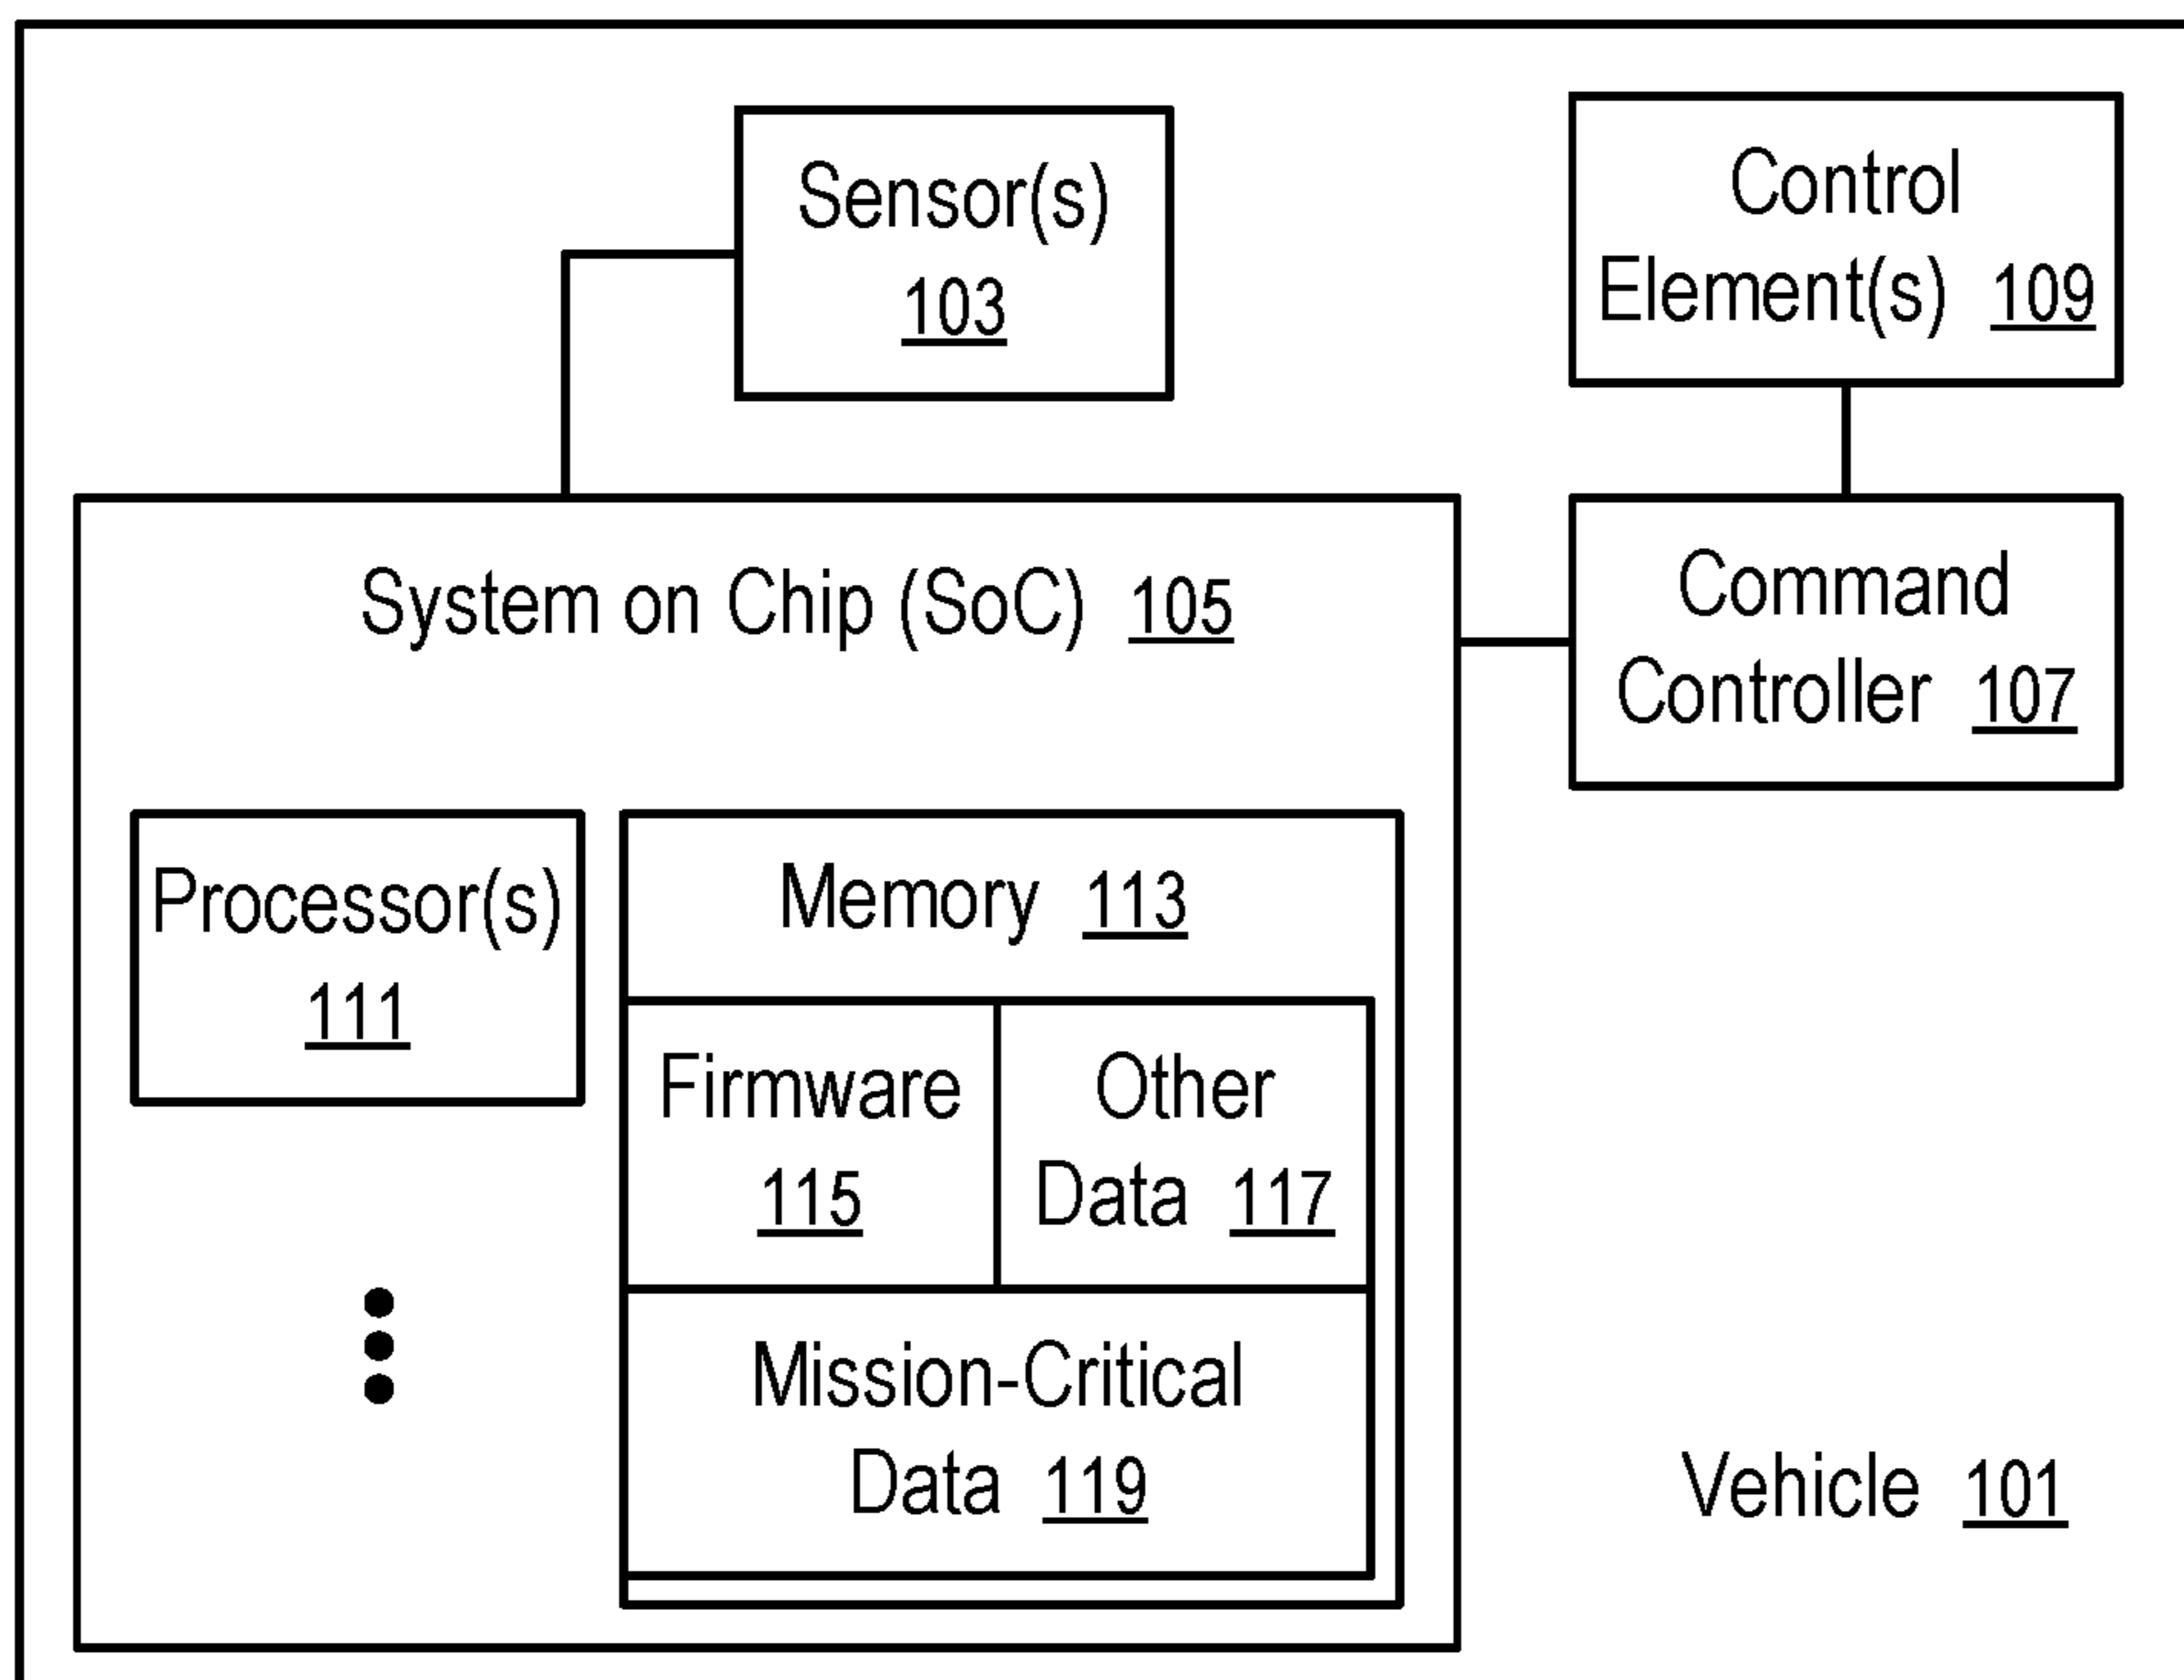 Sensor(s)
103
Control
Element(s) 109
System on Chip (SoC) 105
Command
Controller 107
Processor(s)
111
Memory 113
Firmware
115
Other
Data 117
Mission-Critical
Data 119
Vehicle 101